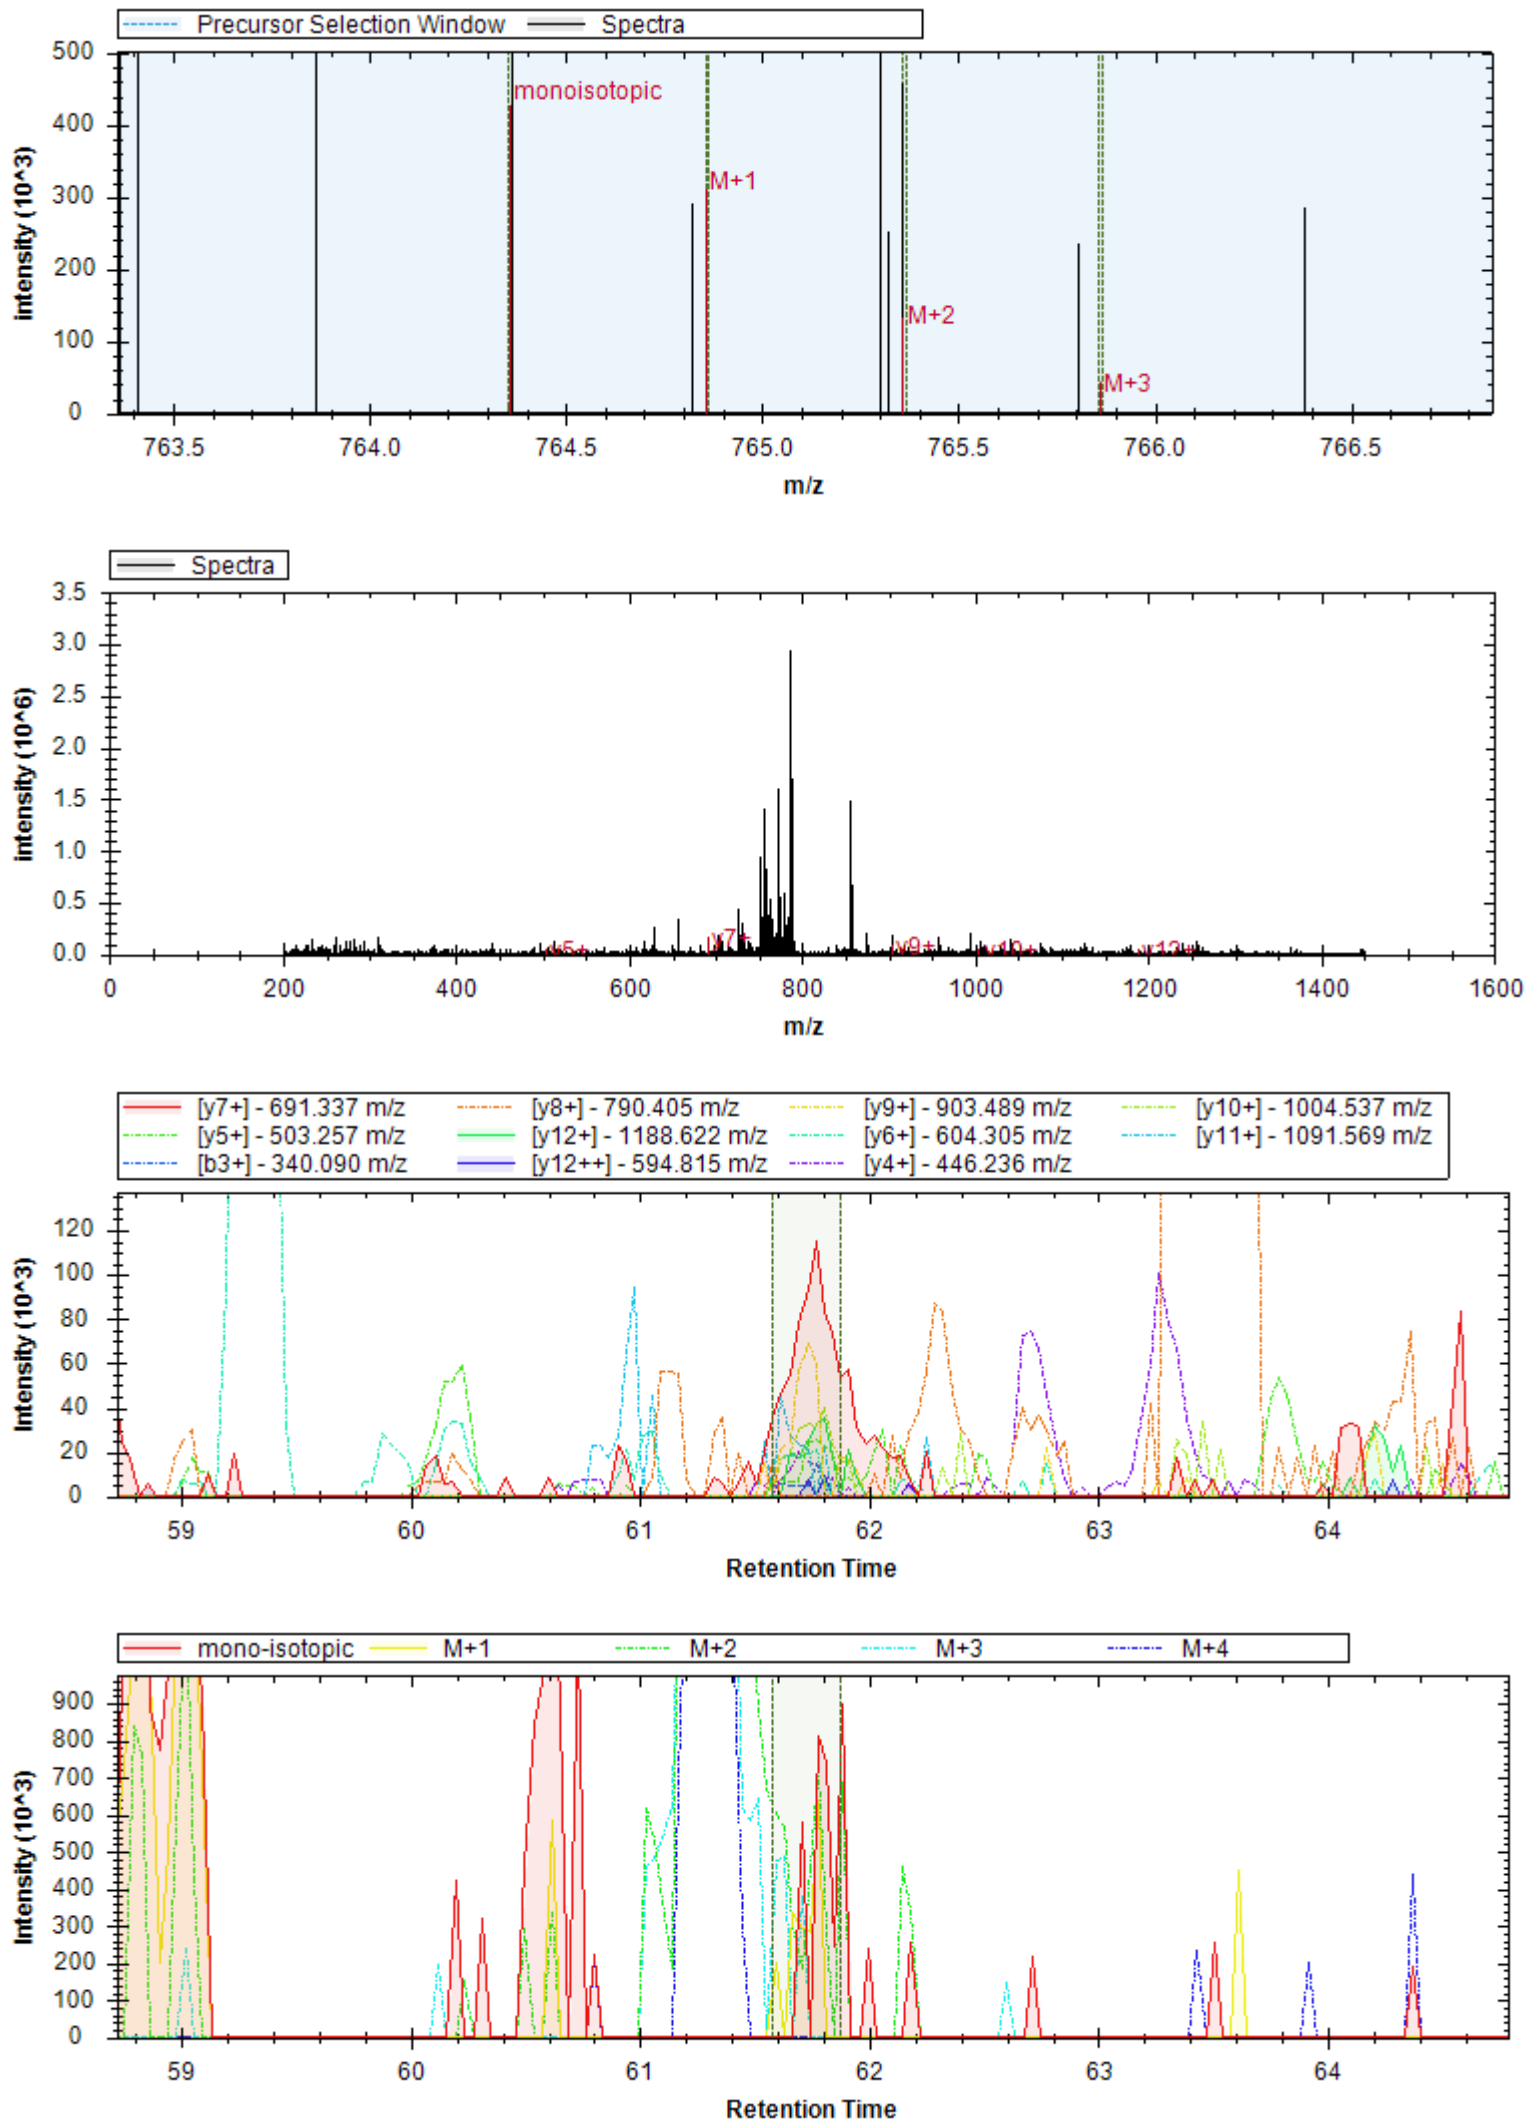 Precursor Selection Window Spectra
500
400
300
200
100
0
intensity (10^3)
monoisotopic
M+1
M+2
M+3
763.5 764.0 764.5 765.0 765.5 766.0 766.5
m/z
Spectra
3.5
3.0
2.5
2.0
1.5
1.0
0.5
0.0
intensity (10^6)
y5+ y7+ y9+ y10+ y12+
0 200 400 600 800 1000 1200 1400 1600
m/z
[y7+] - 691.337 m/z [y8+] - 790.405 m/z [y9+] - 903.489 m/z [y10+] - 1004.537 m/z
[y5+] - 503.257 m/z [y12+] - 1188.622 m/z [y6+] - 604.305 m/z [y11+] - 1091.569 m/z
[b3+] - 340.090 m/z [y12++] - 594.815 m/z [y4+] - 446.236 m/z
120
100
80
60
40
20
0
Intensity (10^3)
59 60 61 62 63 64
Retention Time
mono-isotopic M+1 M+2 M+3 M+4
900
800
700
600
500
400
300
200
100
0
Intensity (10^3)
59 60 61 62 63 64
Retention Time